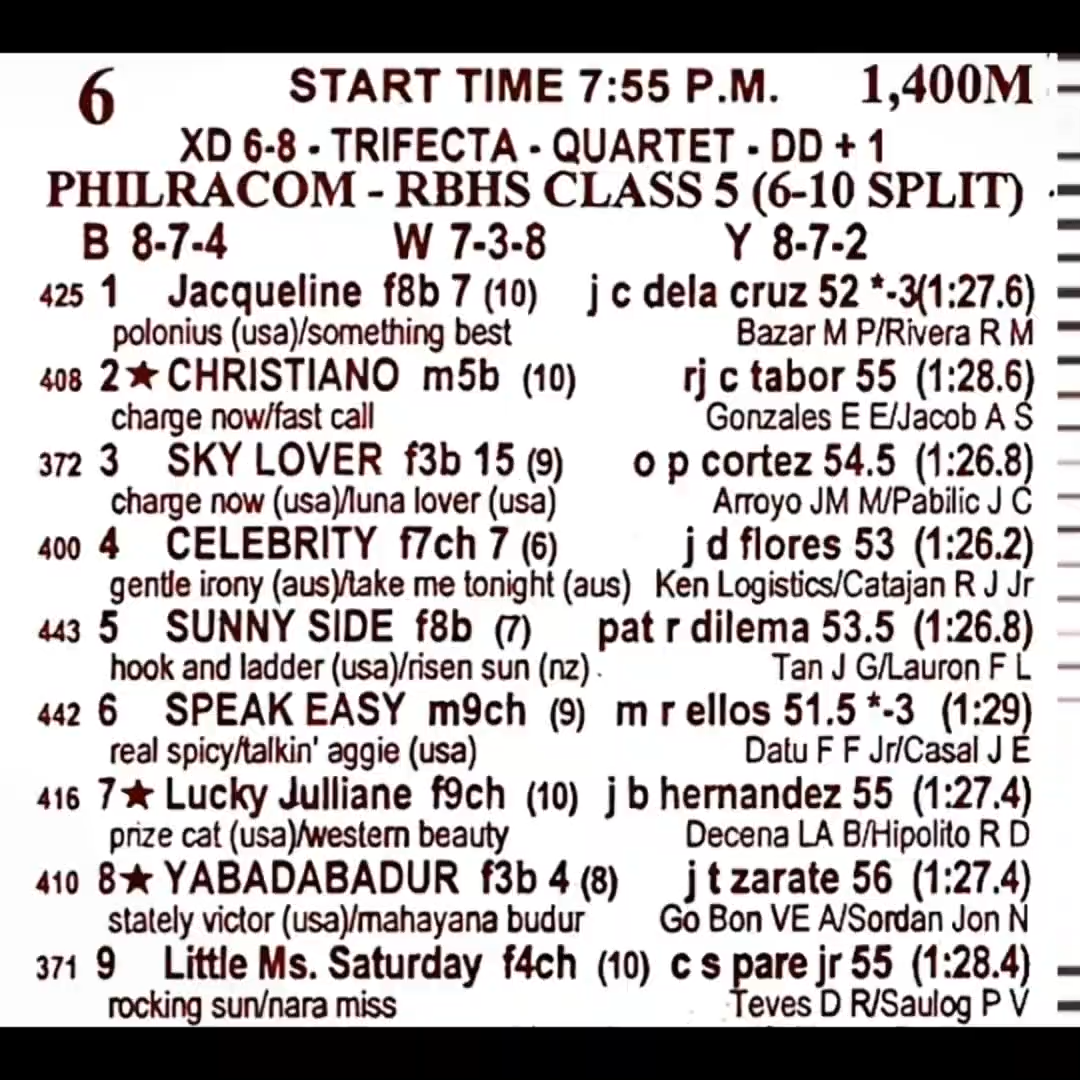 6 START TIME 7:55 P.M. 1,400M
XD 6-8 - TRIFECTA - QUARTET - DD + 1
PHILRACOM - RBHS CLASS 5 (6-10 SPLIT)
B 8-7-4 W 7-3-8 Y 8-7-2
425 1 Jacqueline f8b 7 (10) j c dela cruz 52 *-3(1:27.6)
polonius (usa)/something best Bazar M P/Rivera R M
408 2★ CHRISTIANO m5b (10) rj c tabor 55 (1:28.6)
charge now/fast call Gonzales E E/Jacob A S
372 3 SKY LOVER f3b 15 (9) o p cortez 54.5 (1:26.8)
charge now (usa)/luna lover (usa) Arroyo JM M/Pabilic J C
400 4 CELEBRITY f7ch 7 (6) j d flores 53 (1:26.2)
gentle irony (aus)/take me tonight (aus) Ken Logistics/Catajan R J Jr
443 5 SUNNY SIDE f8b (7) pat r dilema 53.5 (1:26.8)
hook and ladder (usa)/risen sun (nz) Tan J G/Lauron F L
442 6 SPEAK EASY m9ch (9) m r ellos 51.5 *-3 (1:29)
real spicy/talkin' aggie (usa) Datu F F Jr/Casal J E
416 7★ Lucky Julliane f9ch (10) j b hernandez 55 (1:27.4)
prize cat (usa)/western beauty Decena LA B/Hipolito R D
410 8★ YABADABADUR f3b 4 (8) j t zarate 56 (1:27.4)
stately victor (usa)/mahayana budur Go Bon VE A/Sordan Jon N
371 9 Little Ms. Saturday f4ch (10) c s pare jr 55 (1:28.4)
rocking sun/nara miss Teves D R/Saulog P V